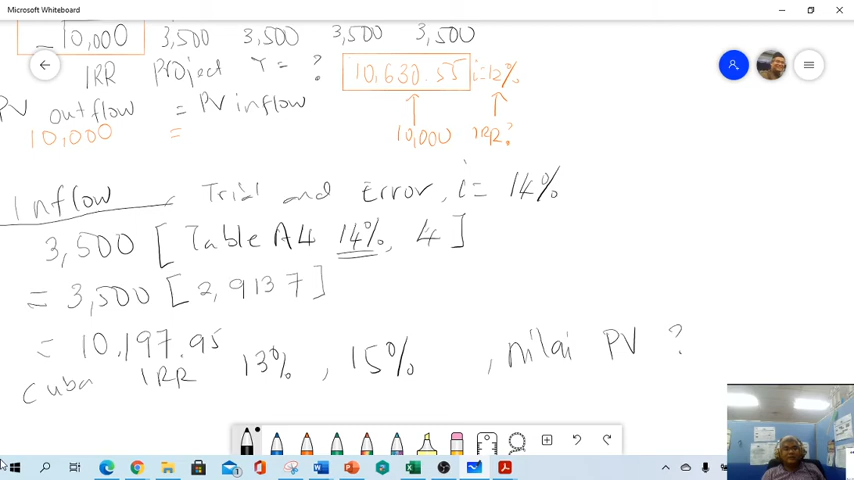 Microsoft Whiteboard
10,000 3,500 3,500 3,500 3,500
IRR Project Y = ? 10,630.55 i=12%
PV outflow = PV inflow
10,000 = 10,000 IRR?
Inflow Trial and Error, i = 14%
3,500 [Table A4 14%, 4]
= 3,500 [2,9137]
= 10.197.95
Cuba IRR 13%, 15%, nilai PV ?